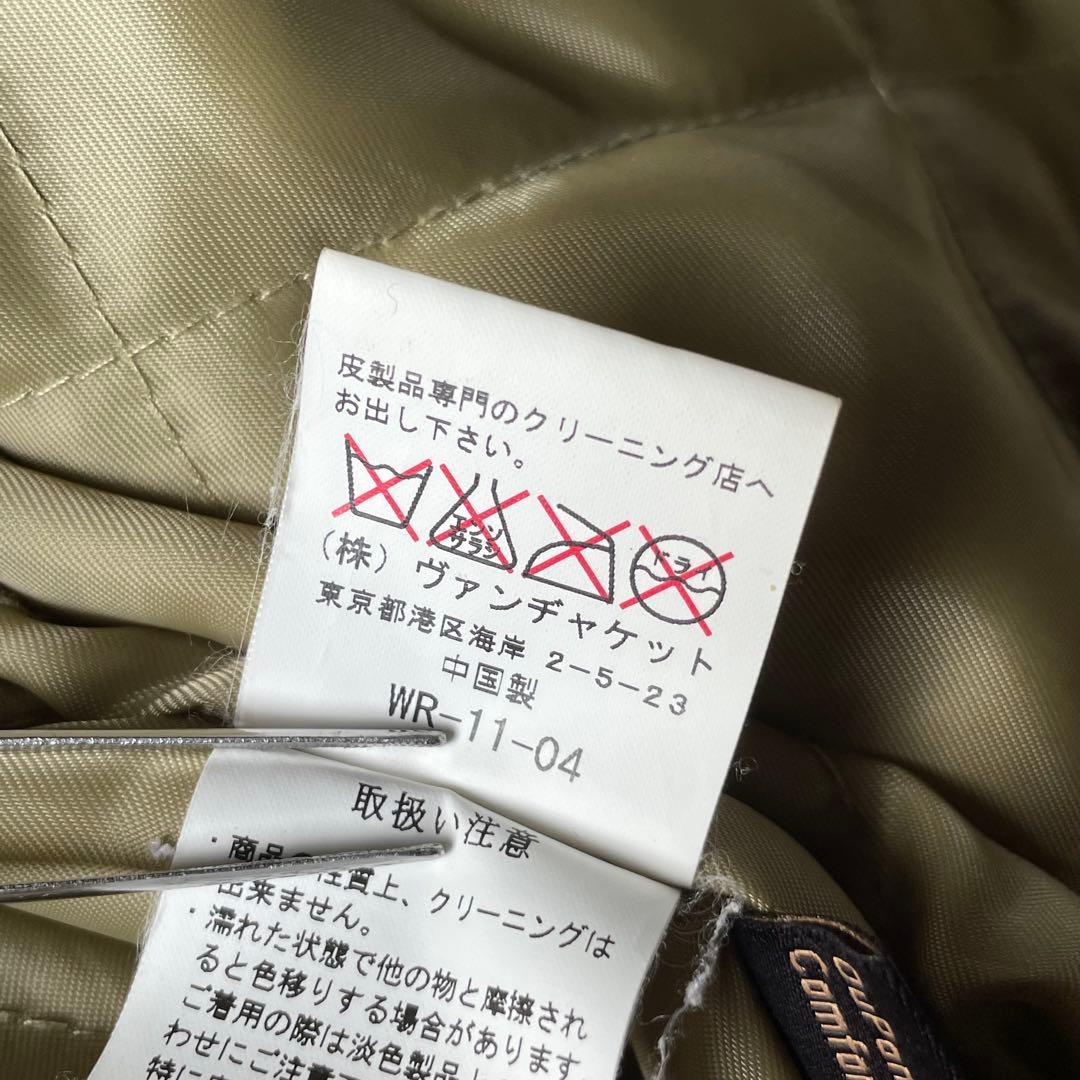 皮製品専門のクリーニング店へ
お出し下さい。
エンソ
サラシ
ドライ
(株) ヴァンヂャケット
東京都港区海岸 2-5-23
中国製
WR-11-04
取扱い注意
・商品の性質上、クリーニングは
出来ません。
・濡れた状態で他の物と摩擦され
ると色移りする場合があります
ご着用の際は淡色製品
わせにご注意
特に
Comfo